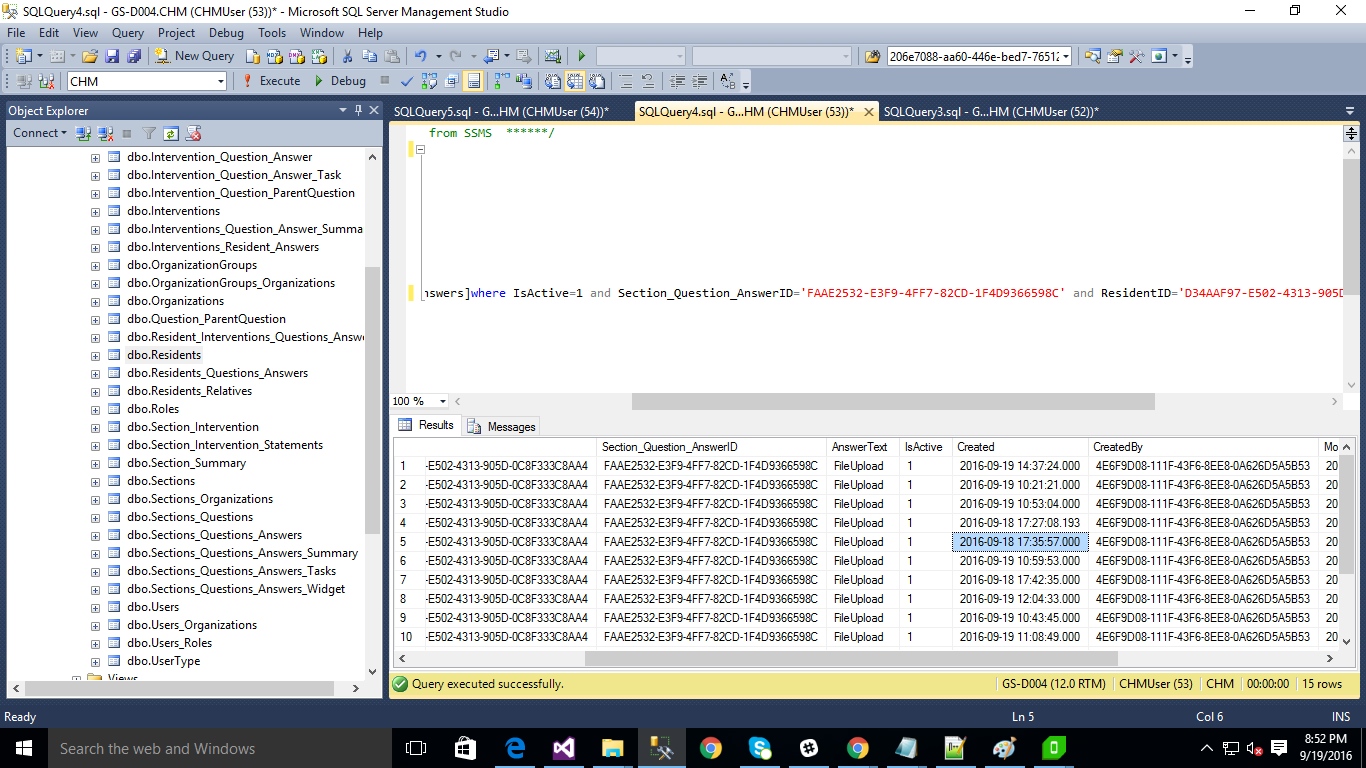 SQLQuery4.sql - GS-D004.CHM (CHMUser (53))* - Microsoft SQL Server Management Studio
File Edit View Query Project Debug Tools Window Help
New Query 206e7088-aa60-446e-bed7-76512
CHM Execute Debug
Object Explorer
Connect
dbo.Intervention_Question_Answer
dbo.Intervention_Question_Answer_Task
dbo.Intervention_Question_ParentQuestion
dbo.Interventions
dbo.Interventions_Question_Answer_Summa
dbo.Interventions_Resident_Answers
dbo.OrganizationGroups
dbo.OrganizationGroups_Organizations
dbo.Organizations
dbo.Question_ParentQuestion
dbo.Resident_Interventions_Questions_Answe
dbo.Residents
dbo.Residents_Questions_Answers
dbo.Residents_Relatives
dbo.Roles
dbo.Section_Intervention
dbo.Section_Intervention_Statements
dbo.Section_Summary
dbo.Sections
dbo.Sections_Organizations
dbo.Sections_Questions
dbo.Sections_Questions_Answers
dbo.Sections_Questions_Answers_Summary
dbo.Sections_Questions_Answers_Tasks
dbo.Sections_Questions_Answers_Widget
dbo.Users
dbo.Users_Organizations
dbo.Users_Roles
dbo.UserType
Views
SQLQuery5.sql - G...HM (CHMUser (54))* SQLQuery4.sql - G...HM (CHMUser (53))* SQLQuery3.sql - G...HM (CHMUser (52))*
from SSMS ******/
nswers]where IsActive=1 and Section_Question_AnswerID='FAAE2532-E3F9-4FF7-82CD-1F4D9366598C' and ResidentID='D34AAF97-E502-4313-905D
100 %
Results Messages
Section_Question_AnswerID AnswerText IsActive Created CreatedBy Mo
1 -E502-4313-905D-0C8F333C8AA4 FAAE2532-E3F9-4FF7-82CD-1F4D9366598C FileUpload 1 2016-09-19 14:37:24.000 4E6F9D08-111F-43F6-8EE8-0A626D5A5B53 20
2 -E502-4313-905D-0C8F333C8AA4 FAAE2532-E3F9-4FF7-82CD-1F4D9366598C FileUpload 1 2016-09-19 10:21:21.000 4E6F9D08-111F-43F6-8EE8-0A626D5A5B53 20
3 -E502-4313-905D-0C8F333C8AA4 FAAE2532-E3F9-4FF7-82CD-1F4D9366598C FileUpload 1 2016-09-19 10:53:04.000 4E6F9D08-111F-43F6-8EE8-0A626D5A5B53 20
4 -E502-4313-905D-0C8F333C8AA4 FAAE2532-E3F9-4FF7-82CD-1F4D9366598C FileUpload 1 2016-09-18 17:27:08.193 4E6F9D08-111F-43F6-8EE8-0A626D5A5B53 20
5 -E502-4313-905D-0C8F333C8AA4 FAAE2532-E3F9-4FF7-82CD-1F4D9366598C FileUpload 1 2016-09-18 17:35:57.000 4E6F9D08-111F-43F6-8EE8-0A626D5A5B53 20
6 -E502-4313-905D-0C8F333C8AA4 FAAE2532-E3F9-4FF7-82CD-1F4D9366598C FileUpload 1 2016-09-19 10:59:53.000 4E6F9D08-111F-43F6-8EE8-0A626D5A5B53 20
7 -E502-4313-905D-0C8F333C8AA4 FAAE2532-E3F9-4FF7-82CD-1F4D9366598C FileUpload 1 2016-09-18 17:42:35.000 4E6F9D08-111F-43F6-8EE8-0A626D5A5B53 20
8 -E502-4313-905D-0C8F333C8AA4 FAAE2532-E3F9-4FF7-82CD-1F4D9366598C FileUpload 1 2016-09-19 12:04:33.000 4E6F9D08-111F-43F6-8EE8-0A626D5A5B53 20
9 -E502-4313-905D-0C8F333C8AA4 FAAE2532-E3F9-4FF7-82CD-1F4D9366598C FileUpload 1 2016-09-19 10:43:45.000 4E6F9D08-111F-43F6-8EE8-0A626D5A5B53 20
10 -E502-4313-905D-0C8F333C8AA4 FAAE2532-E3F9-4FF7-82CD-1F4D9366598C FileUpload 1 2016-09-19 11:08:49.000 4E6F9D08-111F-43F6-8EE8-0A626D5A5B53 20
Query executed successfully. GS-D004 (12.0 RTM) CHMUser (53) CHM 00:00:00 15 rows
Ready Ln 5 Col 6 INS
Search the web and Windows
8:52 PM
9/19/2016